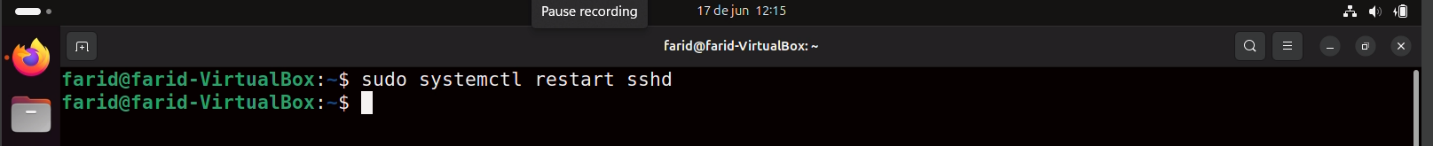 Pause recording
17 de jun 12:15
farid@farid-VirtualBox: ~
farid@farid-VirtualBox:~$ sudo systemctl restart sshd
farid@farid-VirtualBox:~$